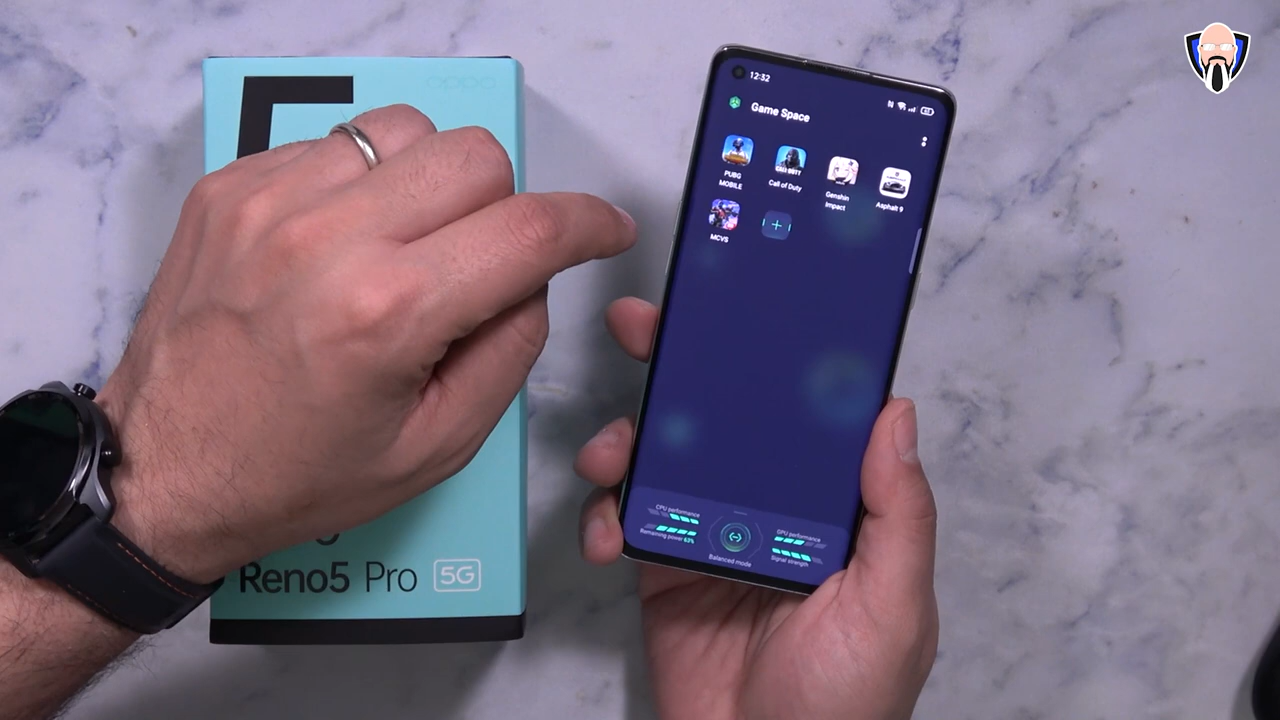 oppo
12:32
Game Space
PUBG
MOBILE
Call of Duty
Genshin
Impact
Asphalt 9
MCVS
CPU performance
Remaining power 63%
Balanced mode
GPU performance
Signal strength
Reno5 Pro 5G